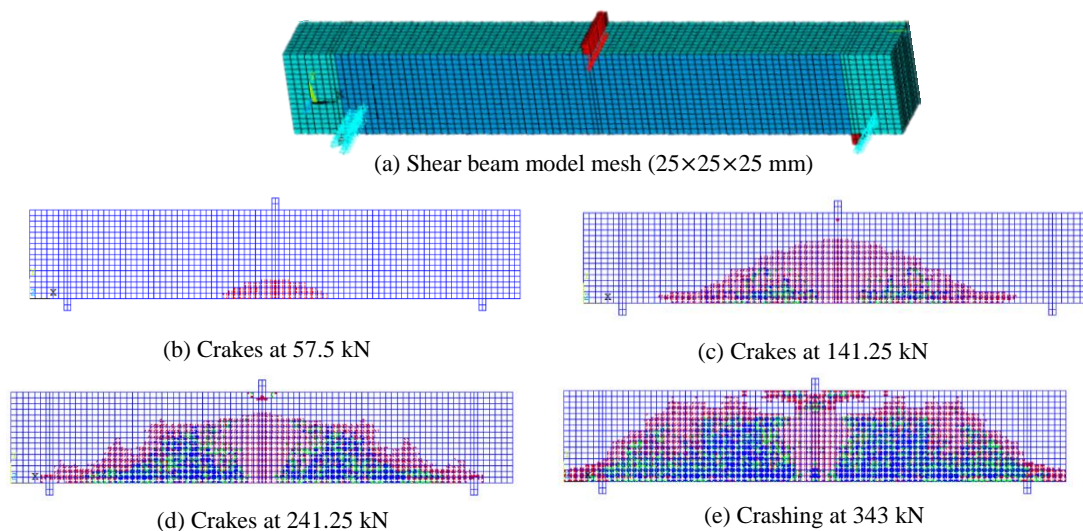 (a) Shear beam model mesh (25×25×25 mm)
(b) Crakes at 57.5 kN
(c) Crakes at 141.25 kN
(d) Crakes at 241.25 kN
(e) Crashing at 343 kN